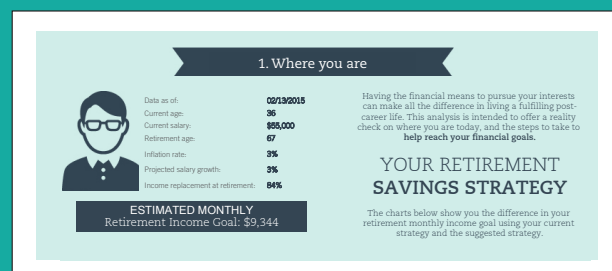 1. Where you are
Data as of: 02/13/2015
Current age: 36
Current salary: $55,000
Retirement age: 67
Inflation rate: 3%
Projected salary growth: 3%
Income replacement at retirement: 84%
ESTIMATED MONTHLY
Retirement Income Goal: $9,344
Having the financial means to pursue your interests
can make all the difference in living a fulfilling post-
career life. This analysis is intended to offer a reality
check on where you are today, and the steps to take to
help reach your financial goals.
YOUR RETIREMENT
SAVINGS STRATEGY
The charts below show you the difference in your
retirement monthly income goal using your current
strategy and the suggested strategy.